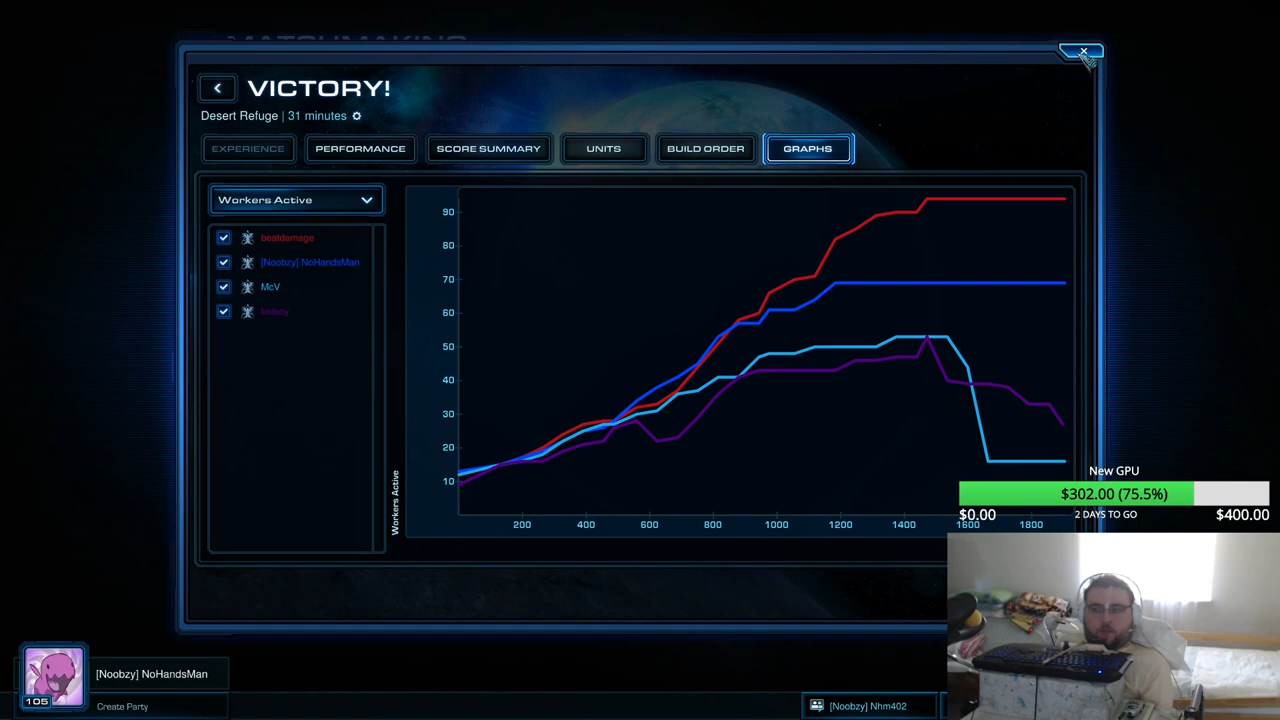 VICTORY!
Desert Refuge | 31 minutes
EXPERIENCE
PERFORMANCE
SCORE SUMMARY
UNITS
BUILD ORDER
GRAPHS
Workers Active
beatdamage
[Noobzy] NoHandsMan
McV
90
80
70
60
50
40
30
20
10
Workers Active
200
400
600
800
1000
1200
1400
1600
1800
New GPU
$302.00 (75.5%)
$0.00
2 DAYS TO GO
$400.00
105
[Noobzy] NoHandsMan
Create Party
[Noobzy] Nhm402